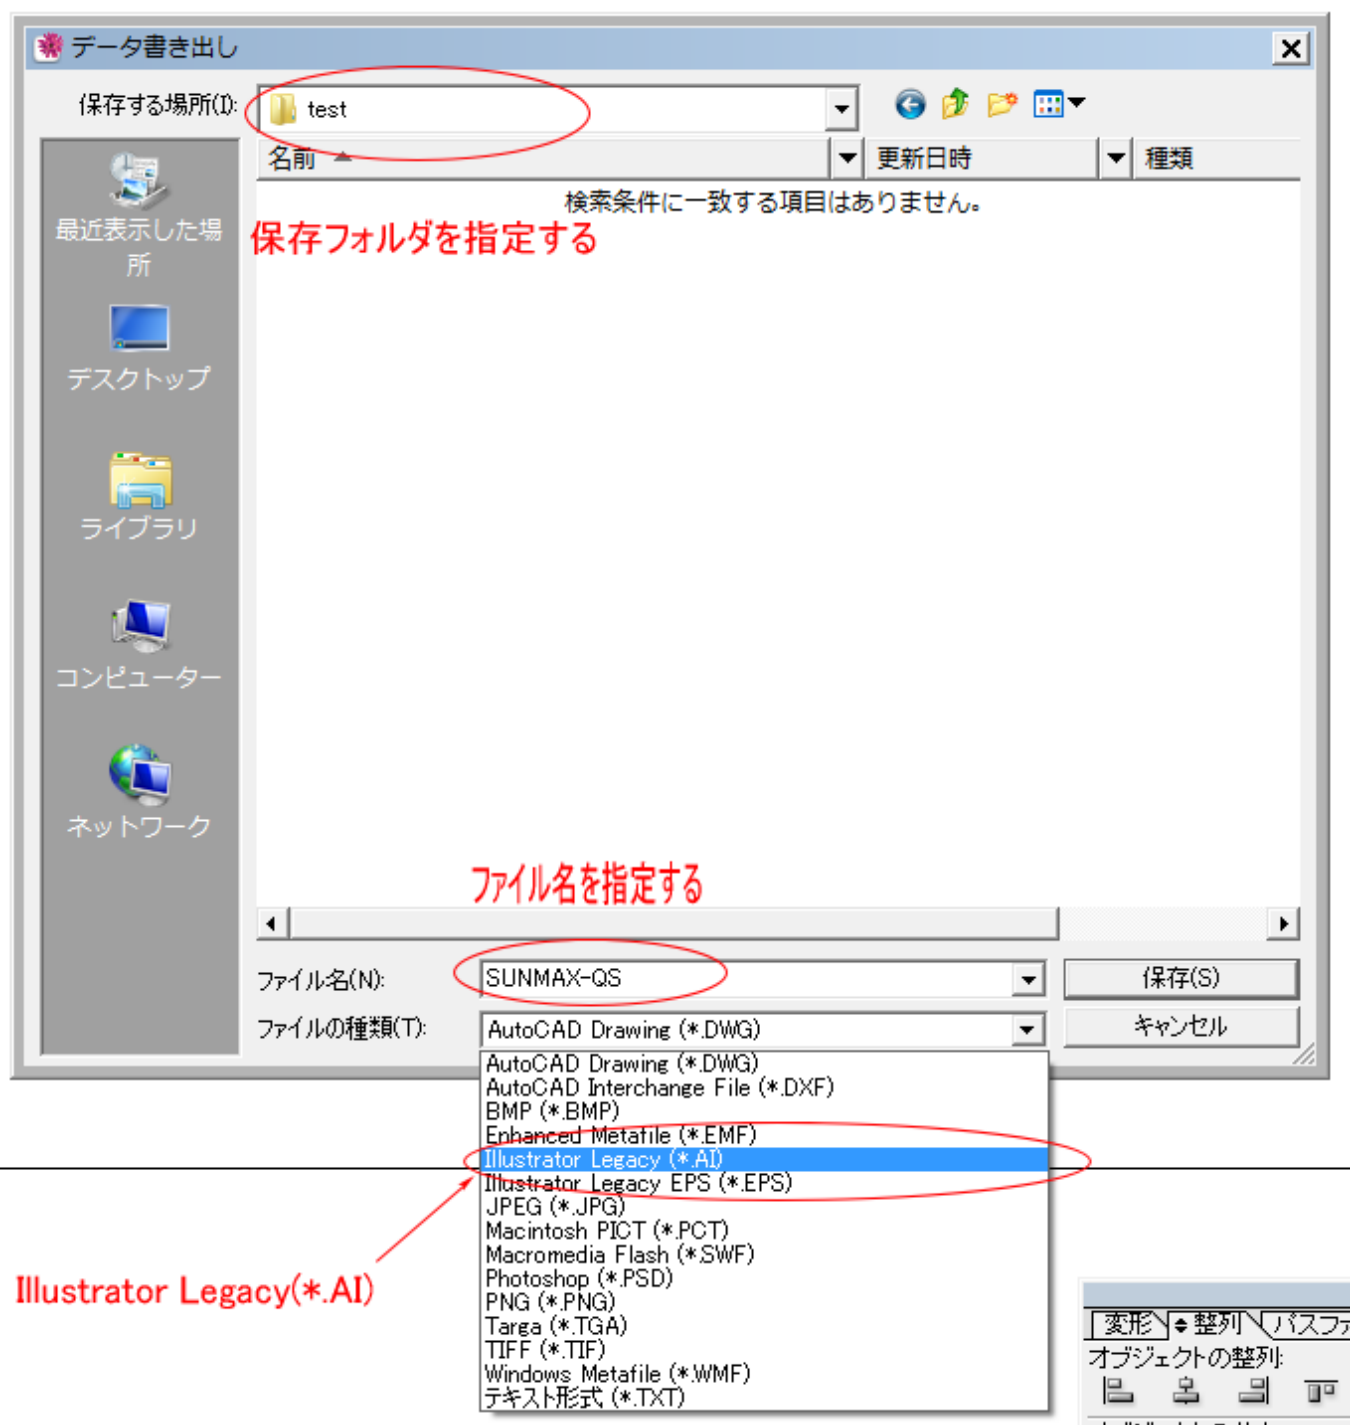 データ書き出し
保存する場所(I):
test
名前
更新日時
種類
検索条件に一致する項目はありません。
保存フォルダを指定する
最近表示した場
所
デスクトップ
ライブラリ
コンピューター
ネットワーク
ファイル名を指定する
ファイル名(N):
SUNMAX-QS
保存(S)
ファイルの種類(T):
AutoCAD Drawing (*.DWG)
キャンセル
AutoCAD Drawing (*.DWG)
AutoCAD Interchange File (*.DXF)
BMP (*.BMP)
Enhanced Metafile (*.EMF)
Illustrator Legacy (*.AI)
Illustrator Legacy EPS (*.EPS)
JPEG (*.JPG)
Macintosh PICT (*.PCT)
Macromedia Flash (*.SWF)
Photoshop (*.PSD)
PNG (*.PNG)
Targa (*.TGA)
TIFF (*.TIF)
Windows Metafile (*.WMF)
テキスト形式 (*.TXT)
Illustrator Legacy(*.AI)
変形 整列 パスファ
オブジェクトの整列: